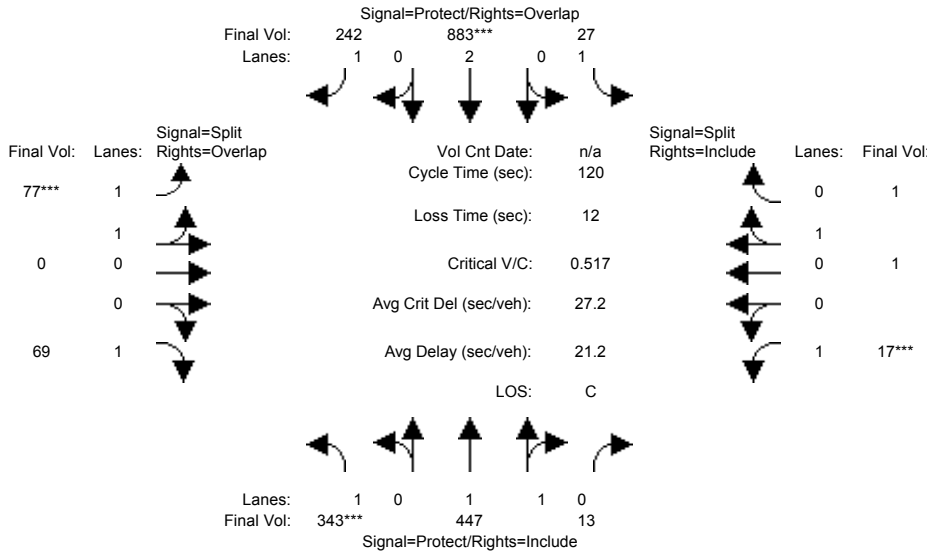 Signal=Protect/Rights=Overlap
Final Vol: 242 883*** 27
Lanes: 1 0 2 0 1
Signal=Split Signal=Split
Final Vol: Lanes: Rights=Overlap Vol Cnt Date: n/a Rights=Include Lanes: Final Vol:
Cycle Time (sec): 120
77*** 1 0 1
Loss Time (sec): 12
1 1
0 0 Critical V/C: 0.517 0 1
0 Avg Crit Del (sec/veh): 27.2 0
69 1 Avg Delay (sec/veh): 21.2 1 17***
LOS: C
Lanes: 1 0 1 1 0
Final Vol: 343*** 447 13
Signal=Protect/Rights=Include